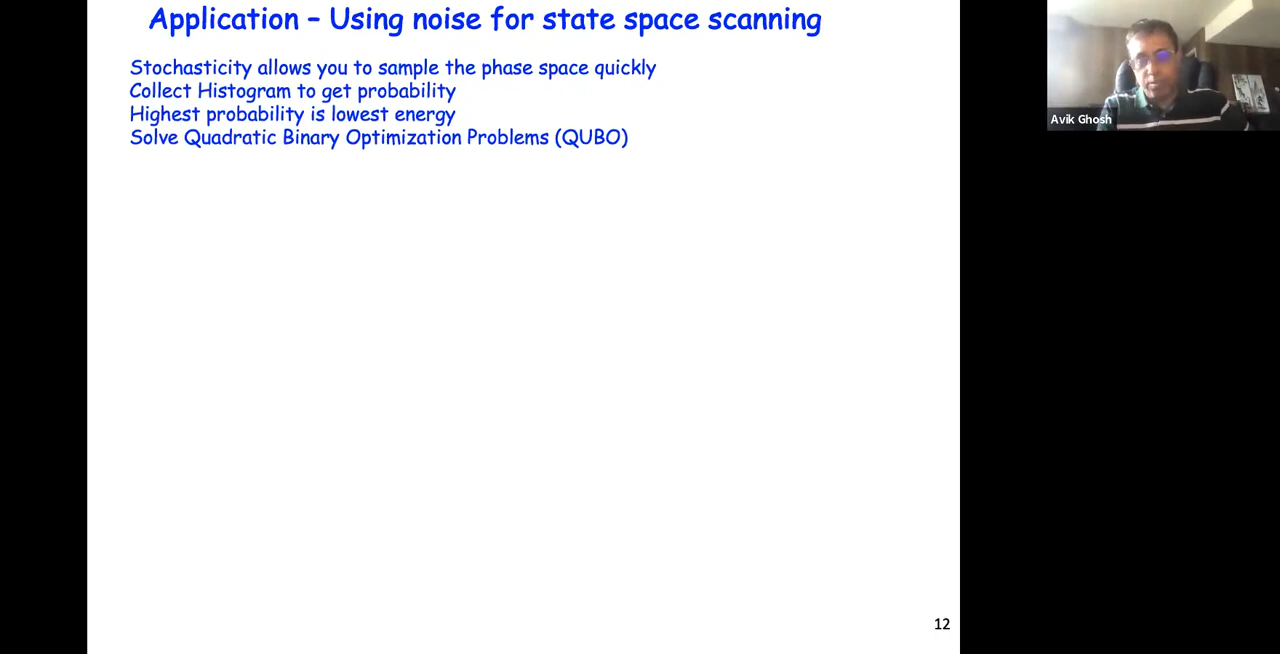 Application – Using noise for state space scanning
Stochasticity allows you to sample the phase space quickly
Collect Histogram to get probability
Highest probability is lowest energy
Solve Quadratic Binary Optimization Problems (QUBO)
Avik Ghosh
12